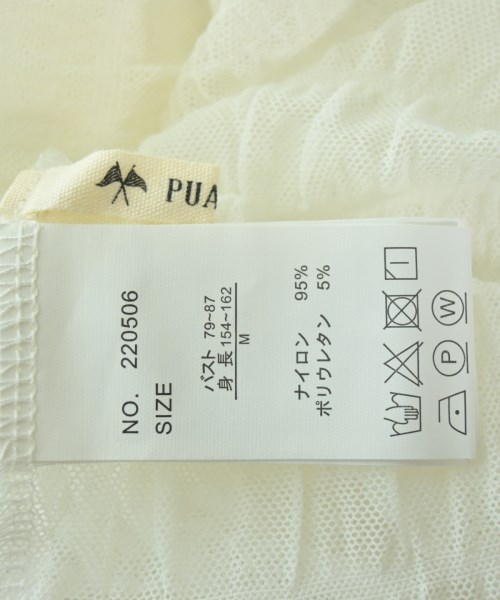 PUA
NO. 220506
SIZE
バスト 79~87
身 長 154~162
M
ナイロン 95%
ポリウレタン 5%
P W